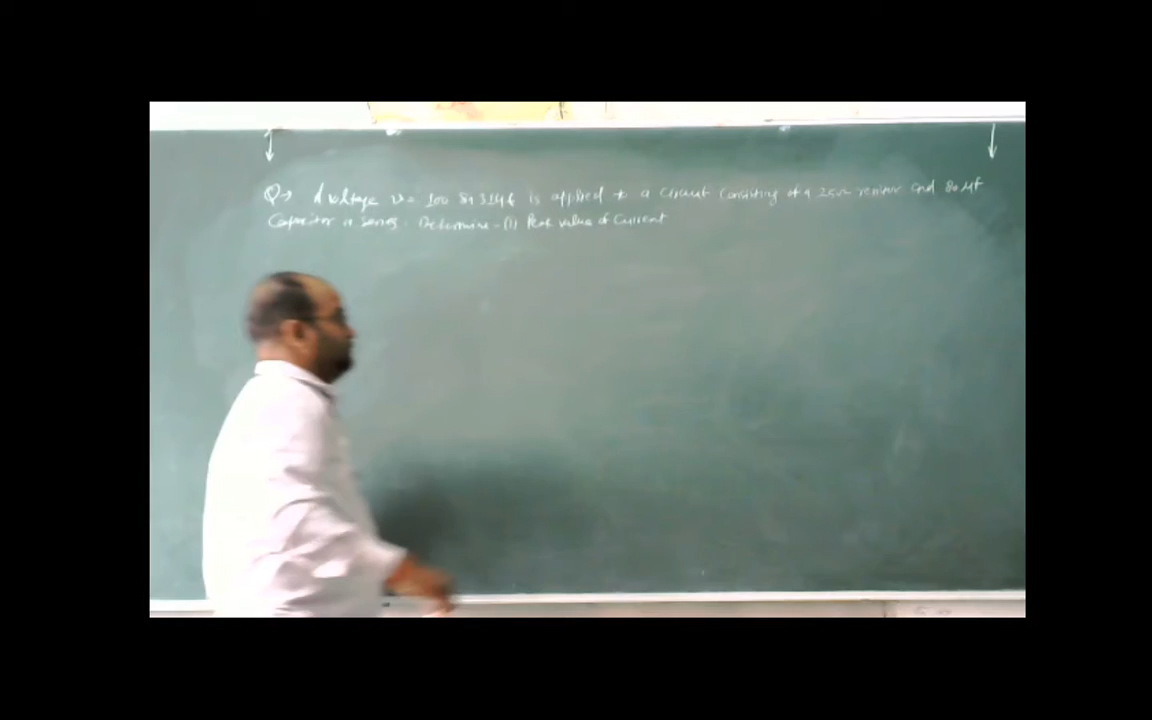 Q→ A voltage v = 100 Sin 314t is applied to a circuit consisting of a 25Ω resistor and 80 μf
Capacitor in series. Determine - (i) Peak value of Current